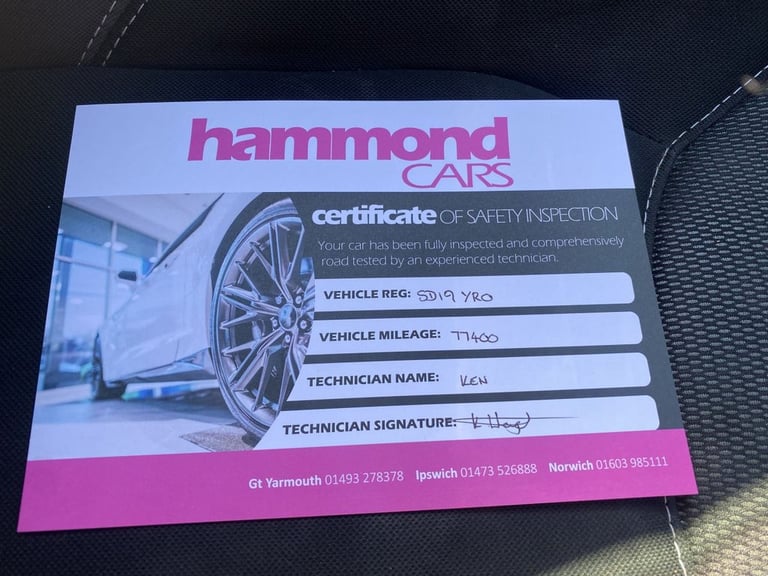 hammond
CARS
certificate OF SAFETY INSPECTION
Your car has been fully inspected and comprehensively
road tested by an experienced technician.
VEHICLE REG: SD19 YRO
VEHICLE MILEAGE: 77400
TECHNICIAN NAME: KEN
TECHNICIAN SIGNATURE:
Gt Yarmouth 01493 278378 Ipswich 01473 526888 Norwich 01603 985111